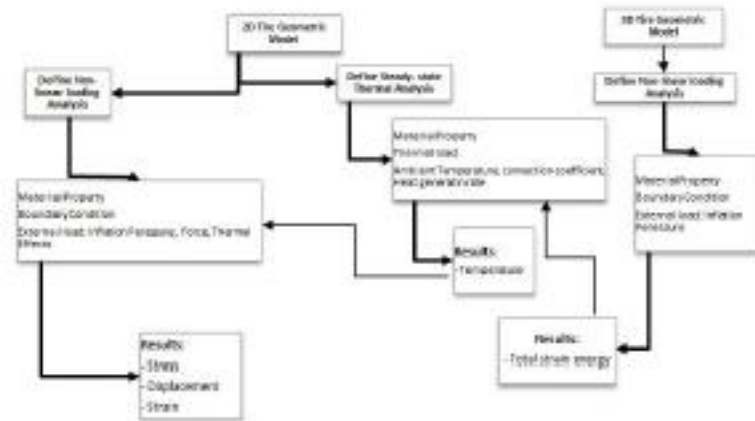 2D Tire Geometric
Model
3D Tire Geometric
Model
Define Non-
linear loading
Analysis
Define Steady- state
Thermal Analysis
Define Non-linear loading
Analysis
Material Property
Thermal load:
Ambient Temperature, convection coefficient,
Heat generation rate
Material Property
Boundary Condition
External load: Inflation
Pressure
Material Property
Boundary Condition
External load: Inflation Force, Thermal
Effects
Results:
- Temperature
Results:
- Total strain energy
Results:
- Stress
- Displacement
- Strain